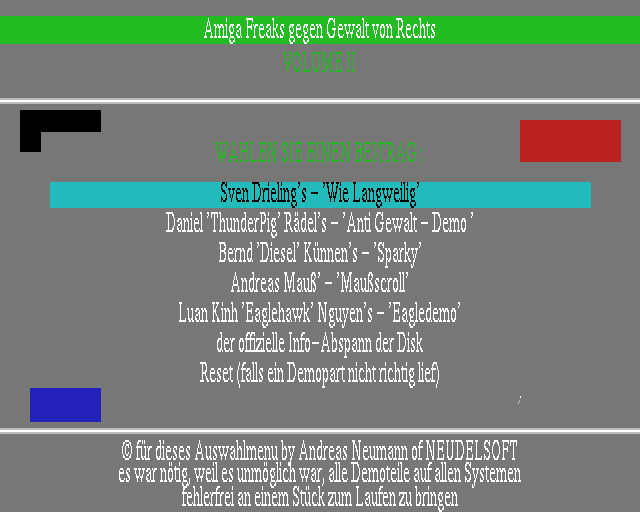 Amiga Freaks gegen Gewalt von Rechts
Sven Drieling's - 'Wie Langweilig'
Daniel 'ThunderPig' Rädel's - 'Anti Gewalt - Demo '
Bernd 'Diesel' Künnen's - 'Sparky'
Andreas Mauß' - 'Maußscroll'
Luan Kinh 'Eaglehawk' Nguyen's - 'Eagledemo'
der offizielle Info-Abspann der Disk
Reset (falls ein Demopart nicht richtig lief)
© für dieses Auswahlmenu by Andreas Neumann of NEUDELSOFT
es war nötig, weil es unmöglich war, alle Demoteile auf allen Systemen
fehlerfrei an einem Stück zum Laufen zu bringen